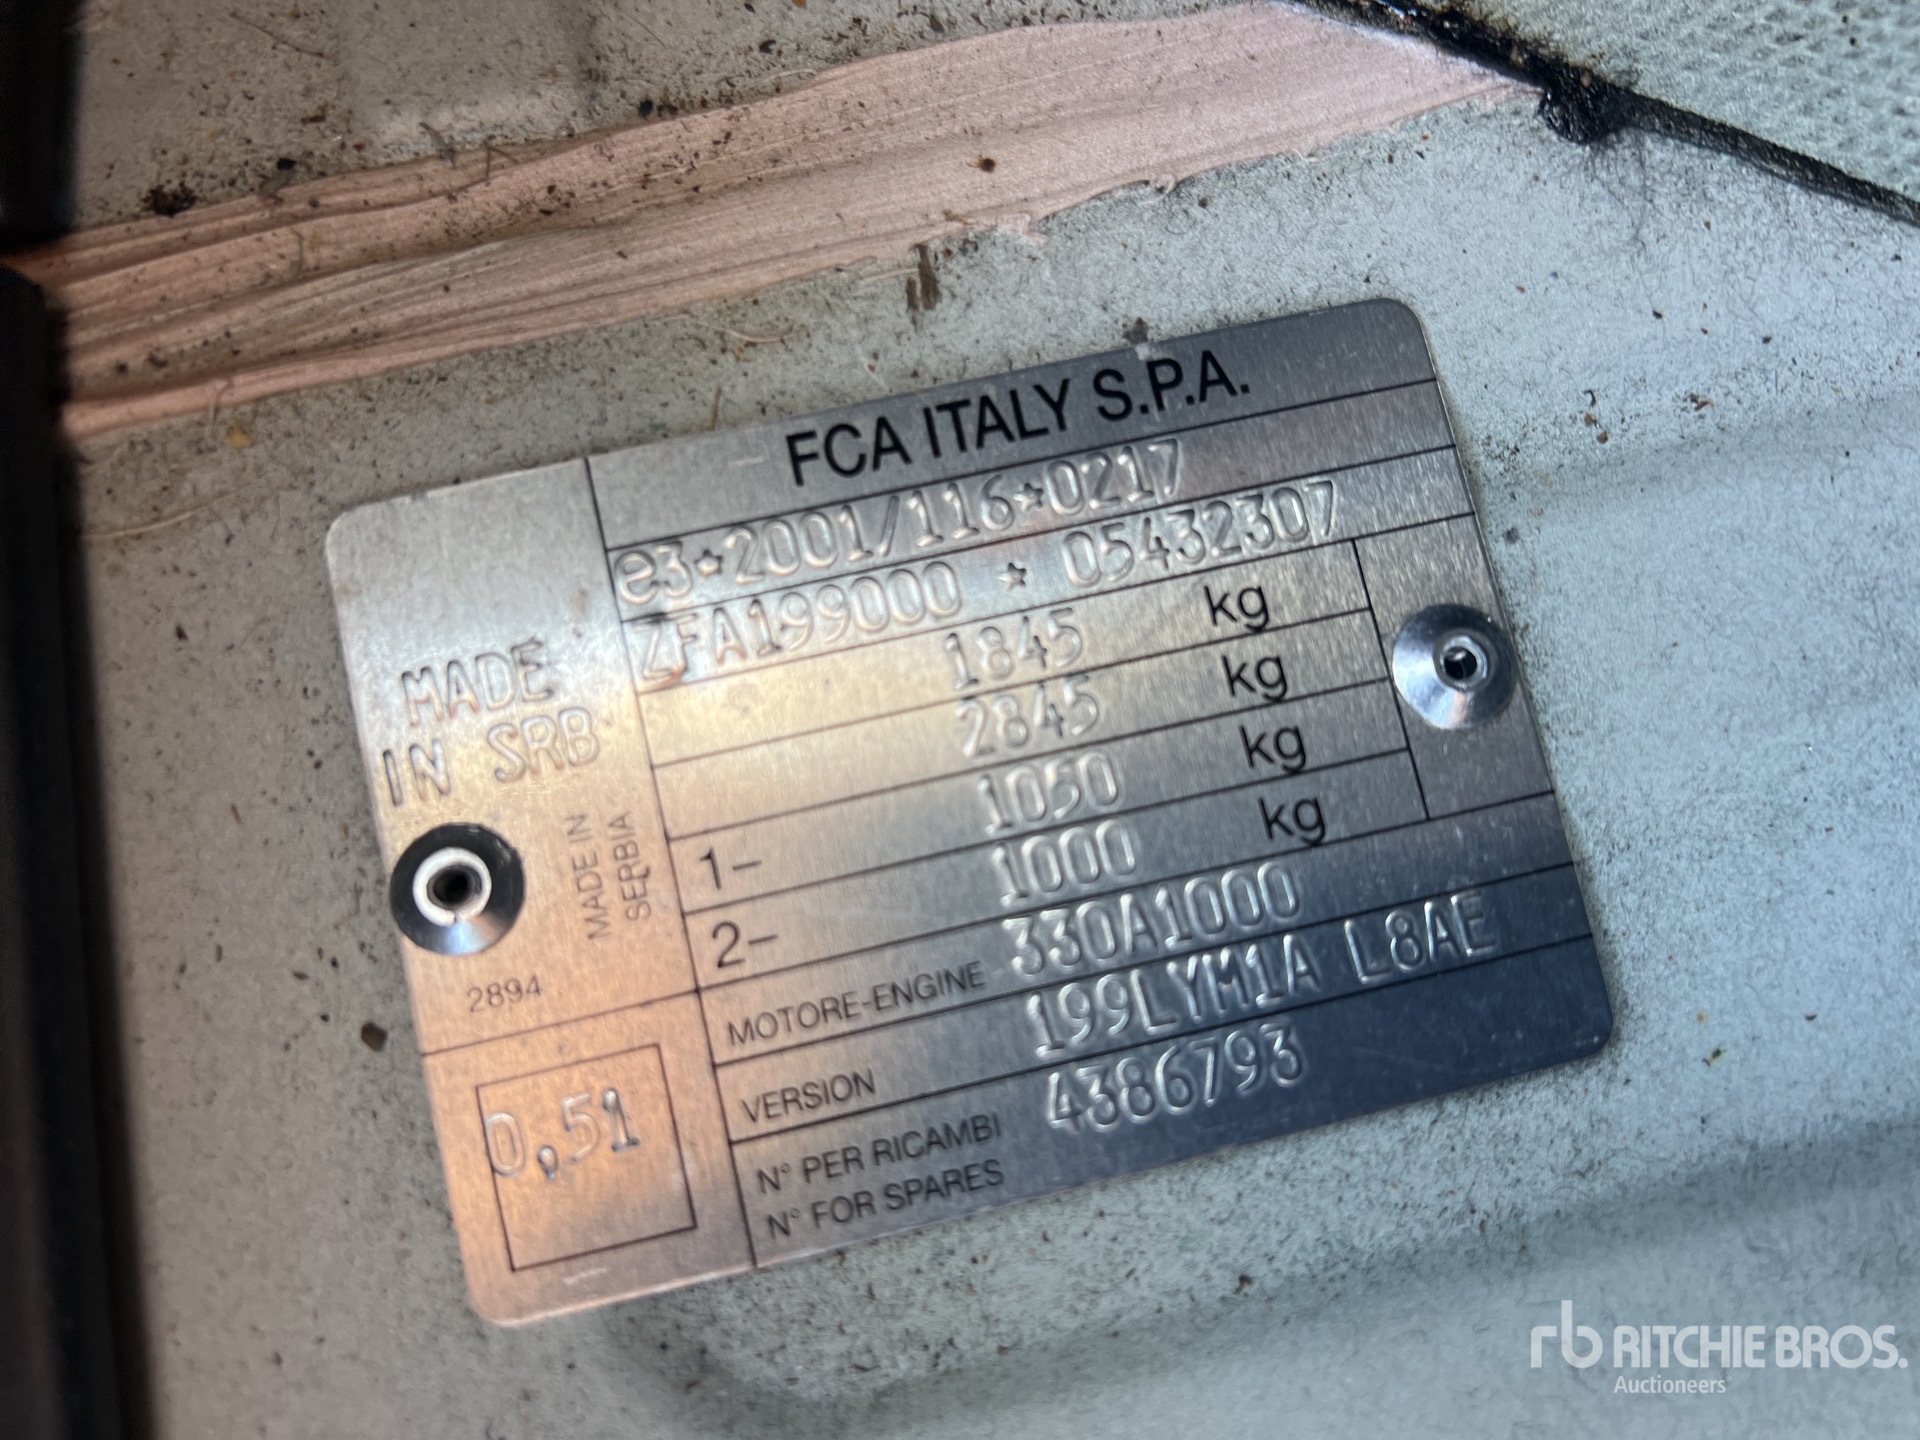 FCA ITALY S.P.A.
e3*2001/116*0217
ZFA199000 * 05432307
1845 kg
2845 kg
1- 1050 kg
2- 1000 kg
MOTORE-ENGINE 330A1000
VERSION 199LYM1A L8AE
N° PER RICAMBI 4386793
N° FOR SPARES
MADE
IN SRB
MADE IN
SERBIA
2894
0,51
rb RITCHIE BROS.
Auctioneers